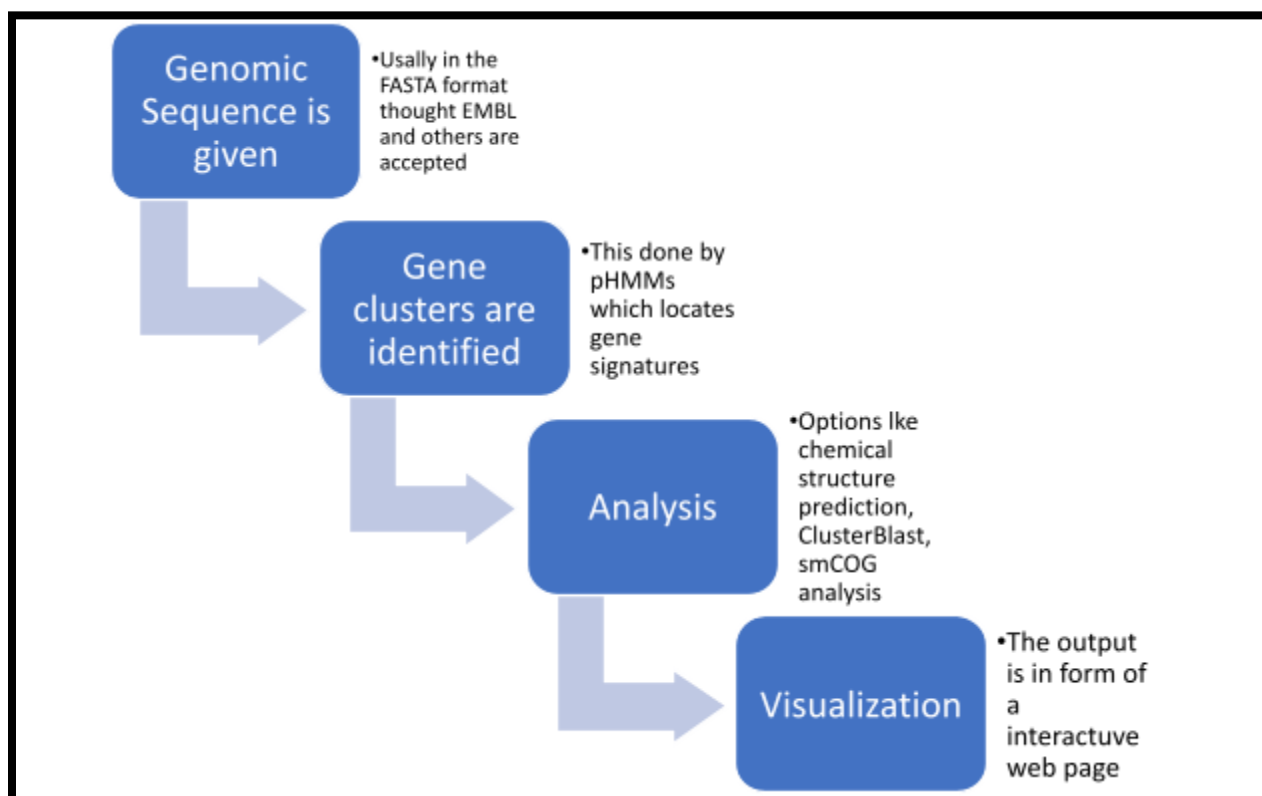 Genomic
Sequence is
given
•Usally in the
FASTA format
thought EMBL
and others are
accepted
Gene
clusters are
identified
•This done by
pHMMs
which locates
gene
signatures
Analysis
•Options lke
chemical
structure
prediction,
ClusterBlast,
smCOG
analysis
Visualization
•The output
is in form of
a
interactuve
web page